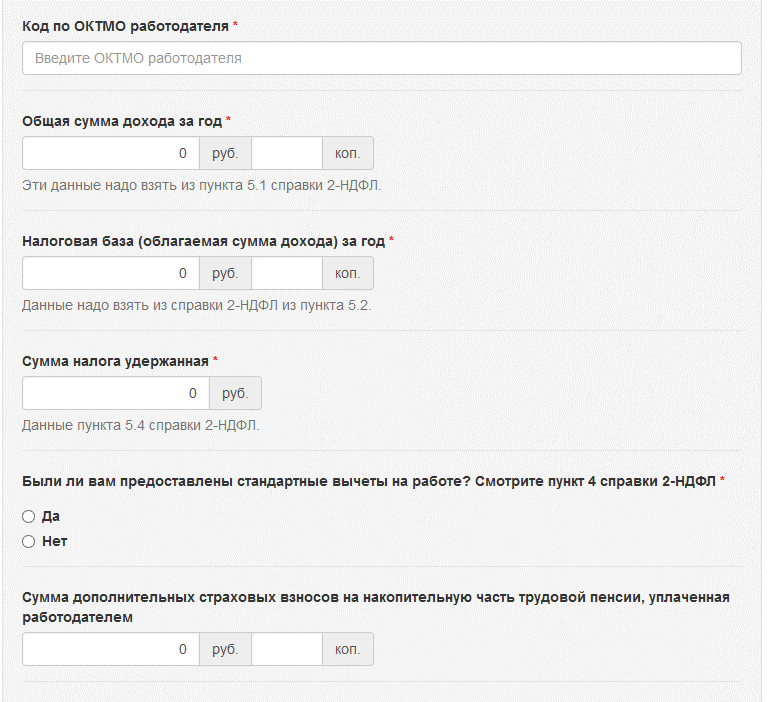 Код по ОКТМО работодателя *
Введите ОКТМО работодателя
Общая сумма дохода за год *
0 руб. коп.
Эти данные надо взять из пункта 5.1 справки 2-НДФЛ.
Налоговая база (облагаемая сумма дохода) за год *
0 руб. коп.
Данные надо взять из справки 2-НДФЛ из пункта 5.2.
Сумма налога удержанная *
0 руб.
Данные пункта 5.4 справки 2-НДФЛ.
Были ли вам предоставлены стандартные вычеты на работе? Смотрите пункт 4 справки 2-НДФЛ *
Да
Нет
Сумма дополнительных страховых взносов на накопительную часть трудовой пенсии, уплаченная
работодателем
0 руб. коп.